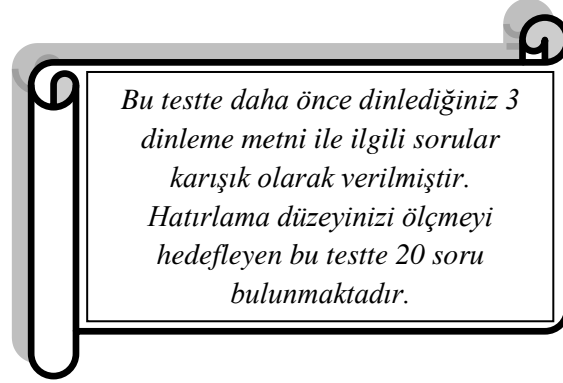 Bu testte daha önce dinlediğiniz 3
dinleme metni ile ilgili sorular
karışık olarak verilmiştir.
Hatırlama düzeyinizi ölçmeyi
hedefleyen bu testte 20 soru
bulunmaktadır.